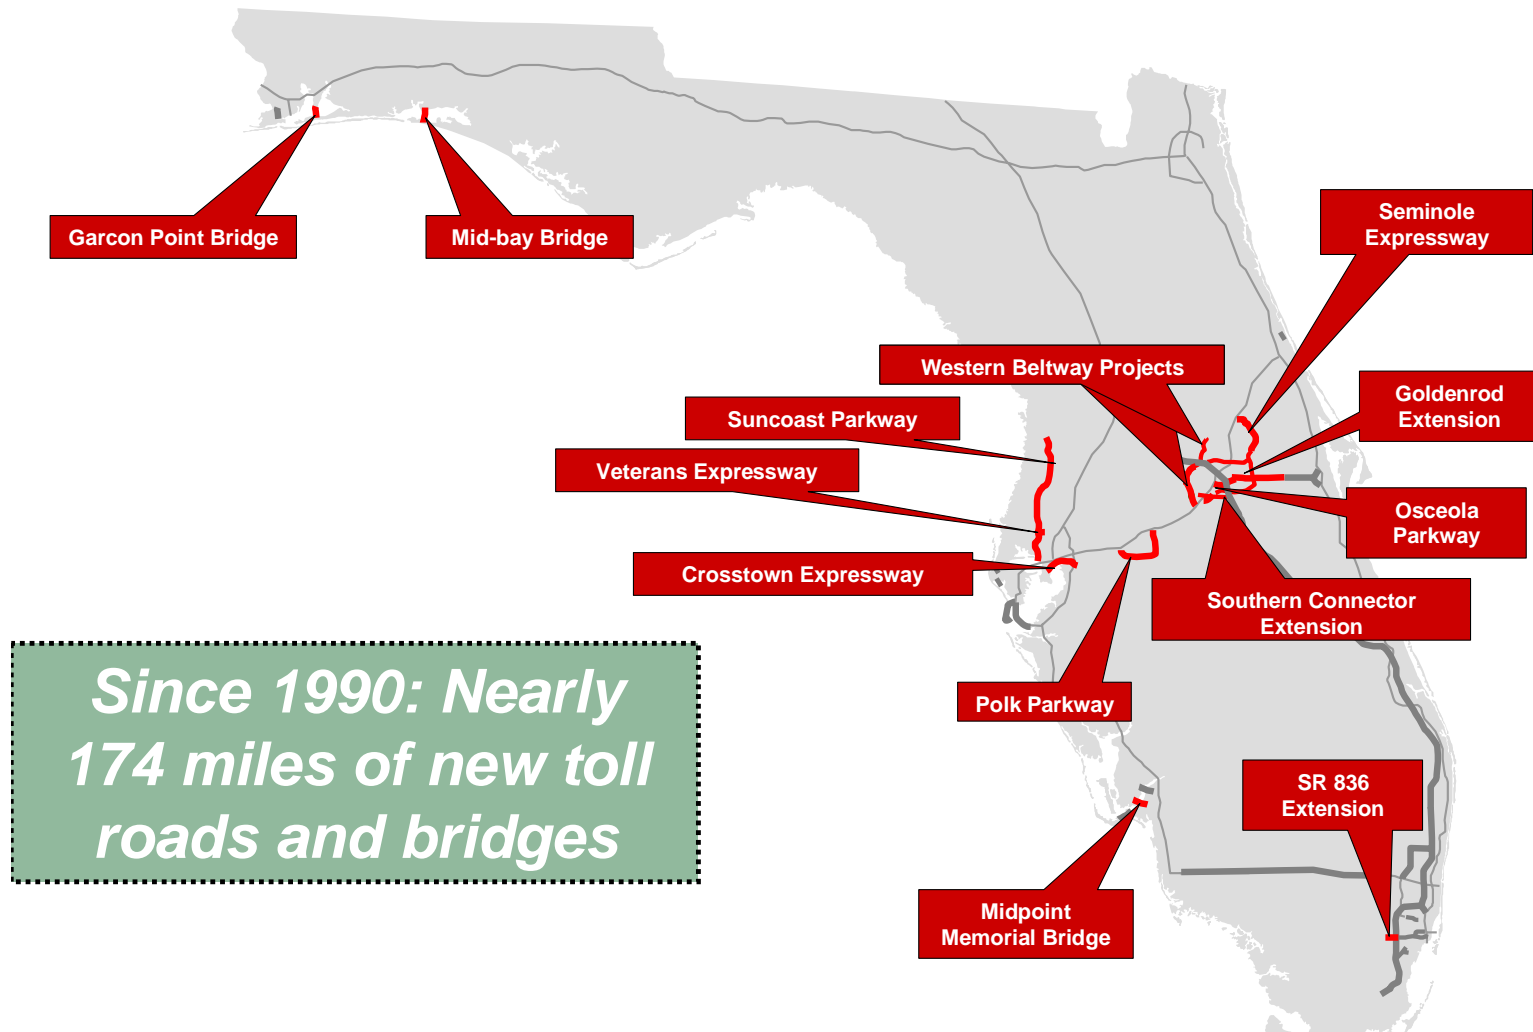 Garcon Point Bridge
Mid-bay Bridge
Seminole
Expressway
Western Beltway Projects
Goldenrod
Extension
Suncoast Parkway
Veterans Expressway
Osceola
Parkway
Crosstown Expressway
Southern Connector
Extension
Polk Parkway
Since 1990: Nearly
174 miles of new toll
roads and bridges
SR 836
Extension
Midpoint
Memorial Bridge